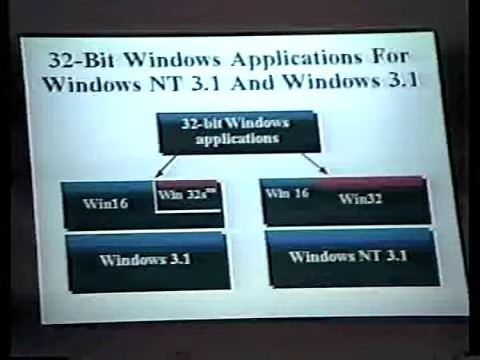 32-Bit Windows Applications For
Windows NT 3.1 And Windows 3.1
32-bit Windows
applications
Win16
Win 32s™
Win 16
Win32
Windows 3.1
Windows NT 3.1